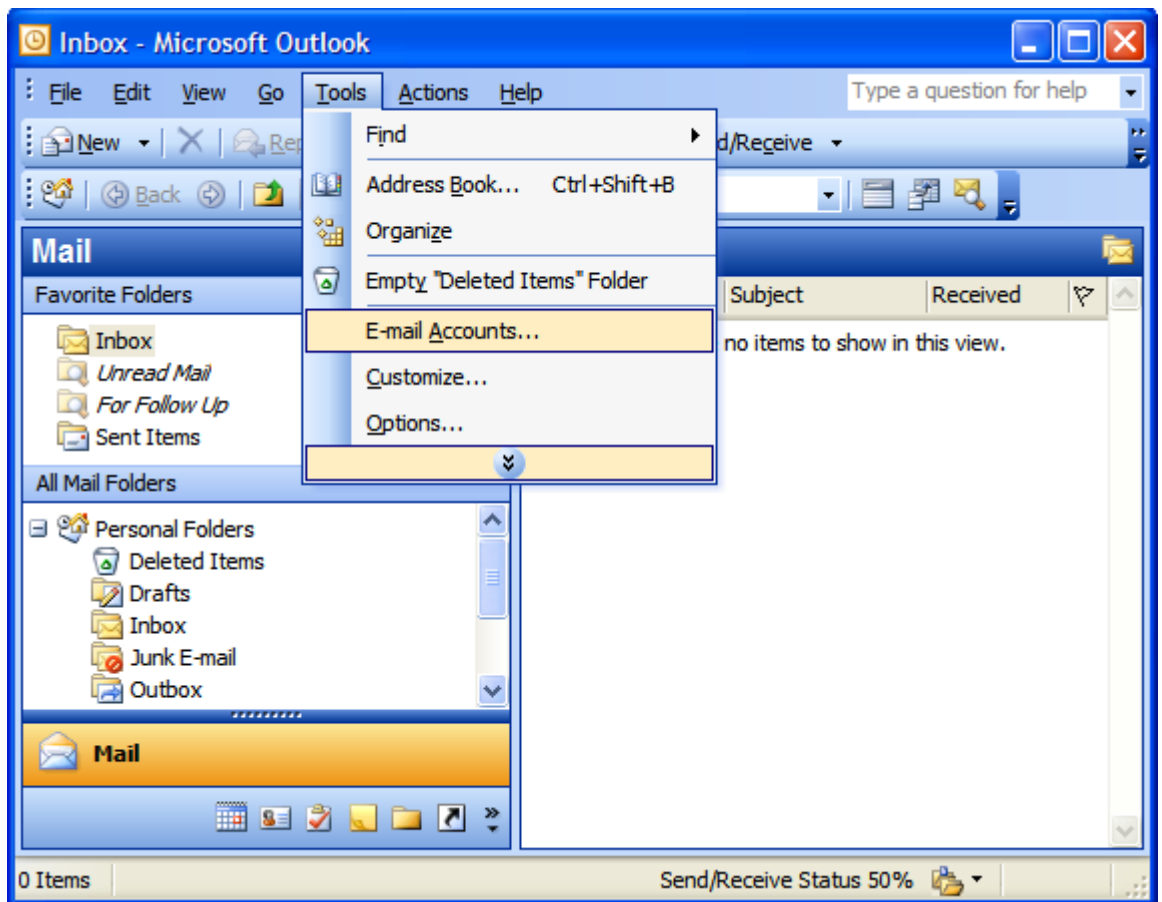 Inbox - Microsoft Outlook
File Edit View Go Tools Actions Help Type a question for help
New Rep d/Receive
Find
Back
Address Book... Ctrl+Shift+B
Organize
Mail
Empty "Deleted Items" Folder
Favorite Folders
Subject Received
E-mail Accounts...
no items to show in this view.
Inbox
Unread Mail
For Follow Up
Sent Items
Customize...
Options...
All Mail Folders
Personal Folders
Deleted Items
Drafts
Inbox
Junk E-mail
Outbox
Mail
0 Items Send/Receive Status 50%